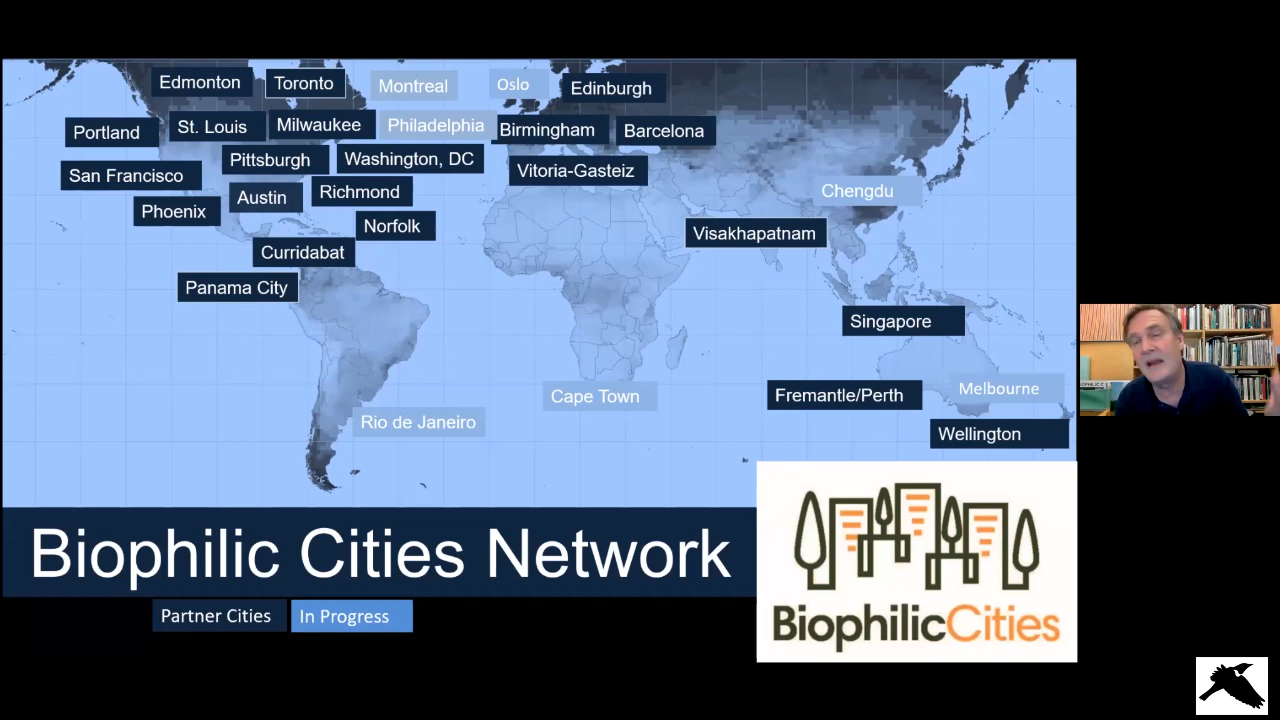 Edmonton
Toronto
Montreal
Oslo
Edinburgh
Portland
St. Louis
Milwaukee
Philadelphia
Birmingham
Barcelona
San Francisco
Pittsburgh
Washington, DC
Vitoria-Gasteiz
Phoenix
Austin
Richmond
Chengdu
Norfolk
Visakhapatnam
Curridabat
Panama City
Singapore
Cape Town
Fremantle/Perth
Melbourne
Rio de Janeiro
Wellington
Biophilic Cities Network
Partner Cities
In Progress
BiophilicCities